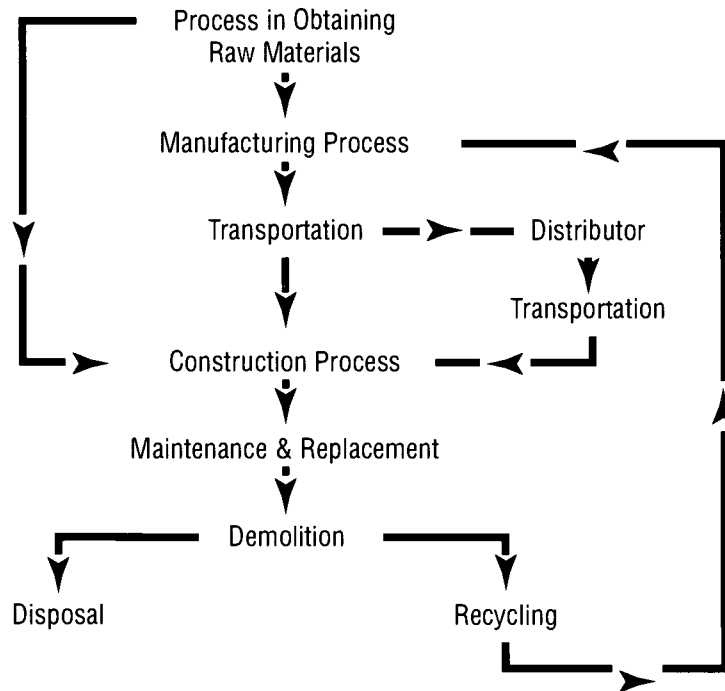 Process in Obtaining
Raw Materials
Manufacturing Process
Transportation
Distributor
Transportation
Construction Process
Maintenance & Replacement
Demolition
Disposal
Recycling